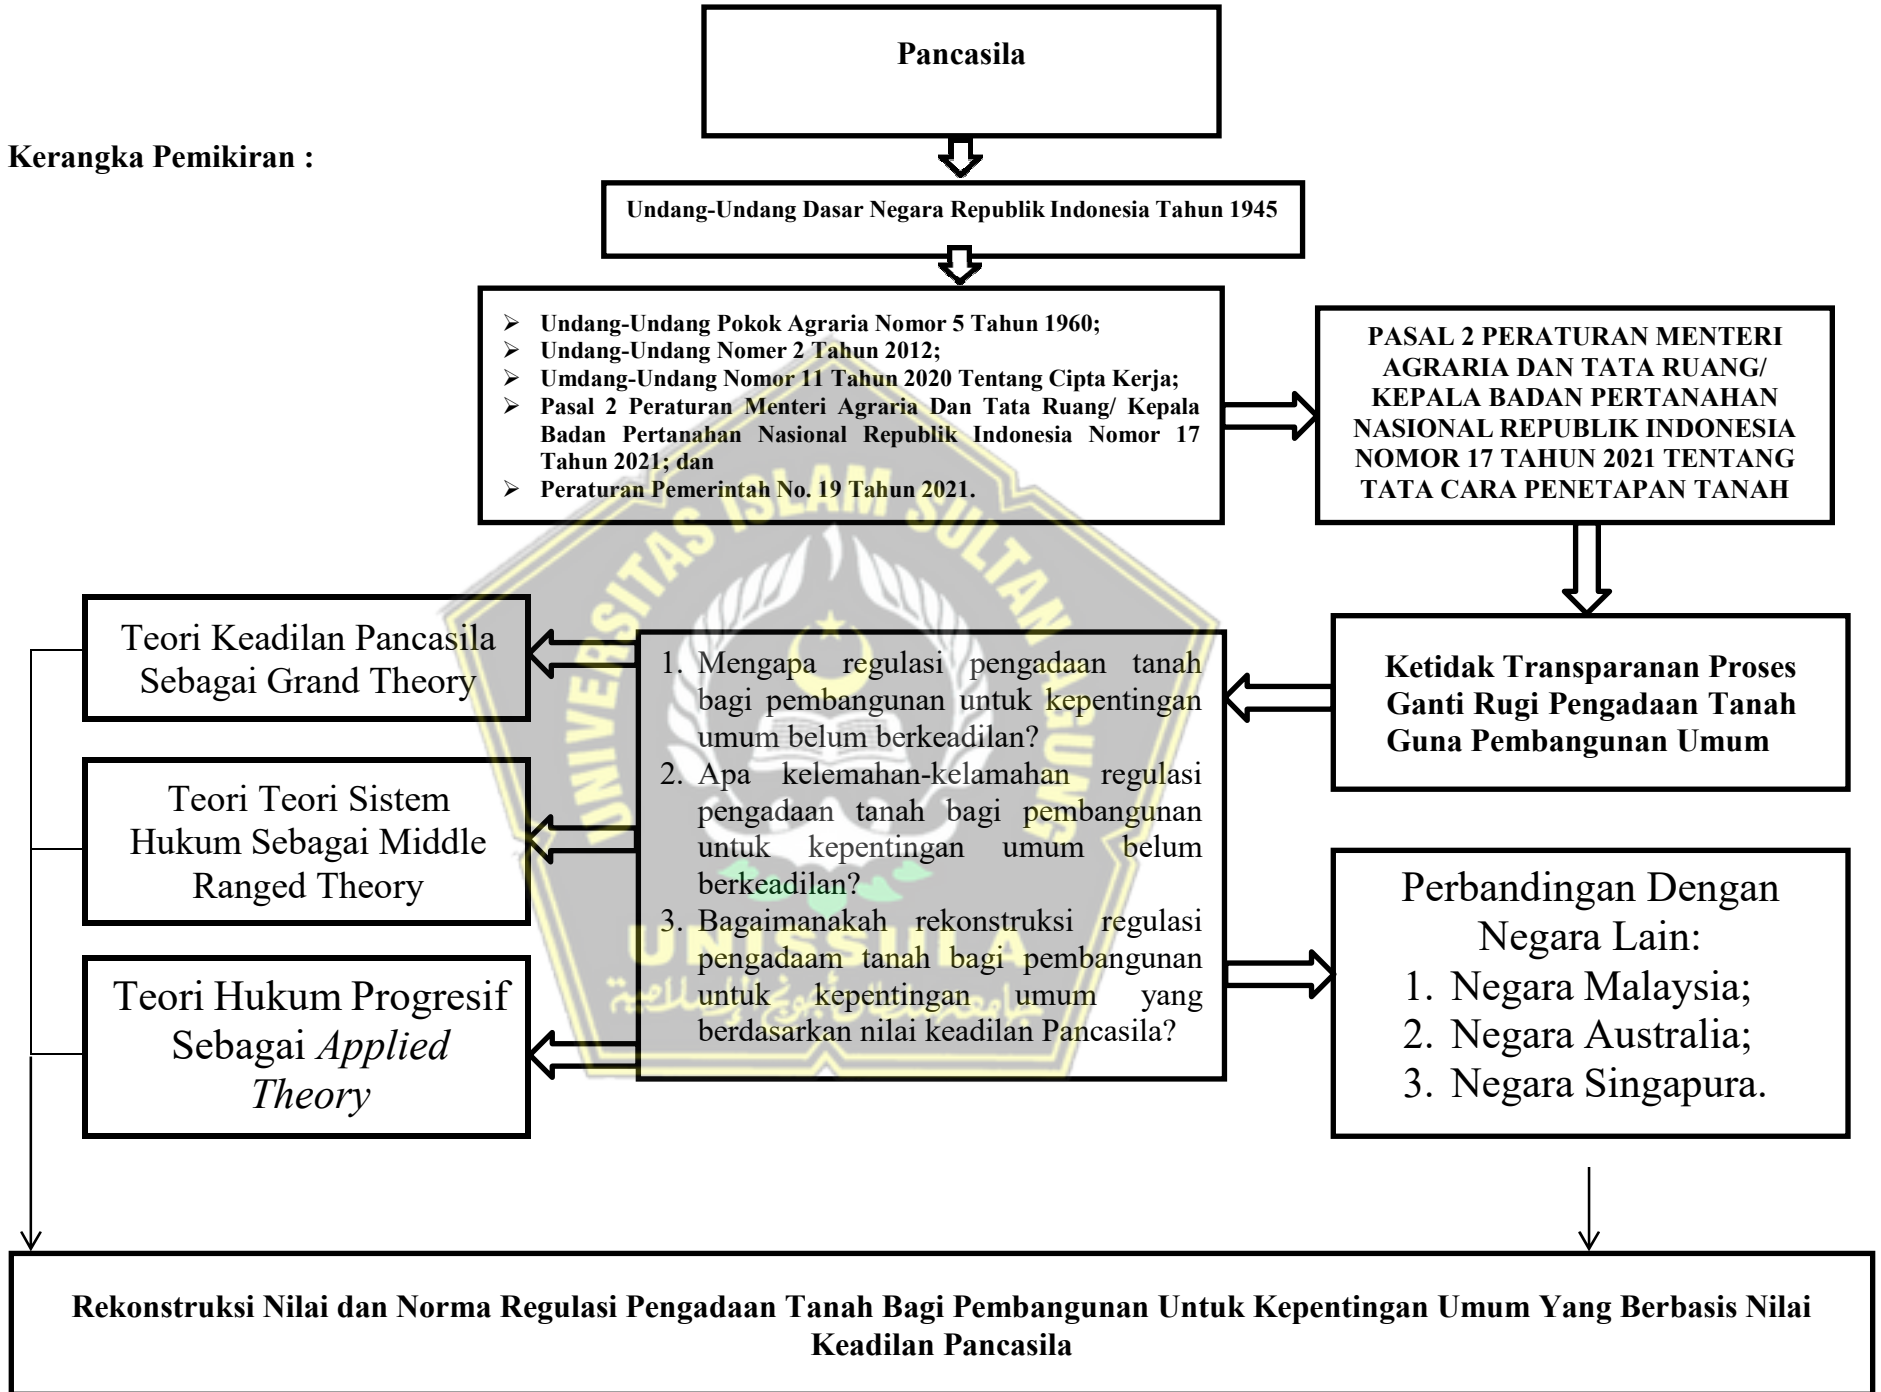 Pancasila
Kerangka Pemikiran :
Undang-Undang Dasar Negara Republik Indonesia Tahun 1945
➢ Undang-Undang Pokok Agraria Nomor 5 Tahun 1960;
➢ Undang-Undang Nomer 2 Tahun 2012;
➢ Umdang-Undang Nomor 11 Tahun 2020 Tentang Cipta Kerja;
➢ Pasal 2 Peraturan Menteri Agraria Dan Tata Ruang/ Kepala
Badan Pertanahan Nasional Republik Indonesia Nomor 17
Tahun 2021; dan
➢ Peraturan Pemerintah No. 19 Tahun 2021.
PASAL 2 PERATURAN MENTERI
AGRARIA DAN TATA RUANG/
KEPALA BADAN PERTANAHAN
NASIONAL REPUBLIK INDONESIA
NOMOR 17 TAHUN 2021 TENTANG
TATA CARA PENETAPAN TANAH
Ketidak Transparanan Proses
Ganti Rugi Pengadaan Tanah
Guna Pembangunan Umum
1. Mengapa regulasi pengadaan tanah
bagi pembangunan untuk kepentingan
umum belum berkeadilan?
2. Apa kelemahan-kelamahan regulasi
pengadaan tanah bagi pembangunan
untuk kepentingan umum belum
berkeadilan?
3. Bagaimanakah rekonstruksi regulasi
pengadaam tanah bagi pembangunan
untuk kepentingan umum yang
berdasarkan nilai keadilan Pancasila?
Teori Keadilan Pancasila
Sebagai Grand Theory
Teori Teori Sistem
Hukum Sebagai Middle
Ranged Theory
Teori Hukum Progresif
Sebagai Applied
Theory
Perbandingan Dengan
Negara Lain:
1. Negara Malaysia;
2. Negara Australia;
3. Negara Singapura.
Rekonstruksi Nilai dan Norma Regulasi Pengadaan Tanah Bagi Pembangunan Untuk Kepentingan Umum Yang Berbasis Nilai
Keadilan Pancasila
UNIVERSITAS ISLAM SULTAN AGUNG
UNISSULA
جامعة سلطان أجونج الإسلامية